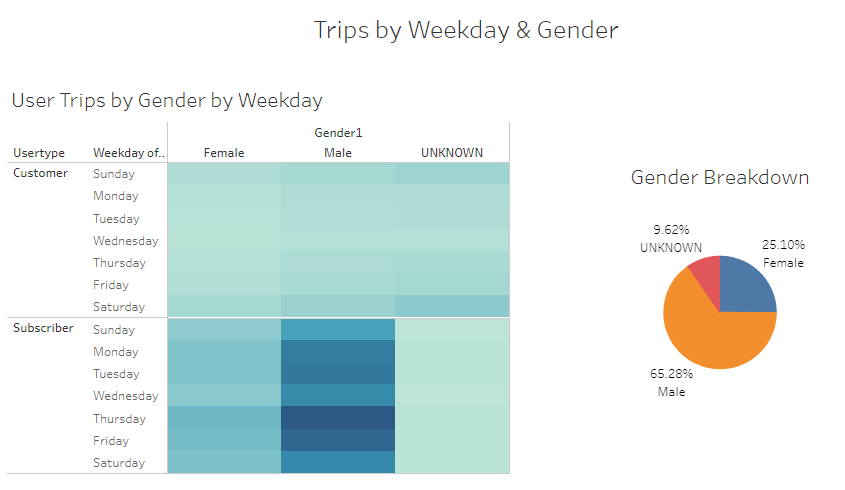 Trips by Weekday & Gender
User Trips by Gender by Weekday
Gender1
Usertype Weekday of.. Female Male UNKNOWN
Customer Sunday
Monday
Tuesday
Wednesday
Thursday
Friday
Saturday
Subscriber Sunday
Monday
Tuesday
Wednesday
Thursday
Friday
Saturday
Gender Breakdown
9.62%
UNKNOWN
25.10%
Female
65.28%
Male